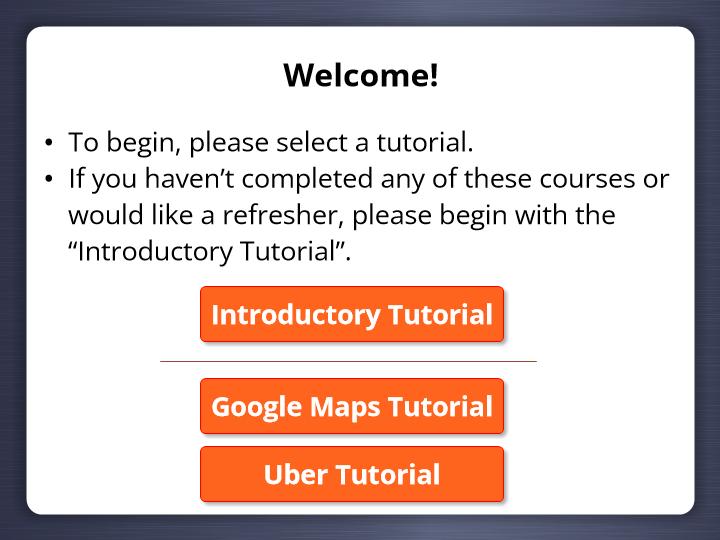 Welcome!
• To begin, please select a tutorial.
• If you haven’t completed any of these courses or
would like a refresher, please begin with the
“Introductory Tutorial”.
Introductory Tutorial
Google Maps Tutorial
Uber Tutorial